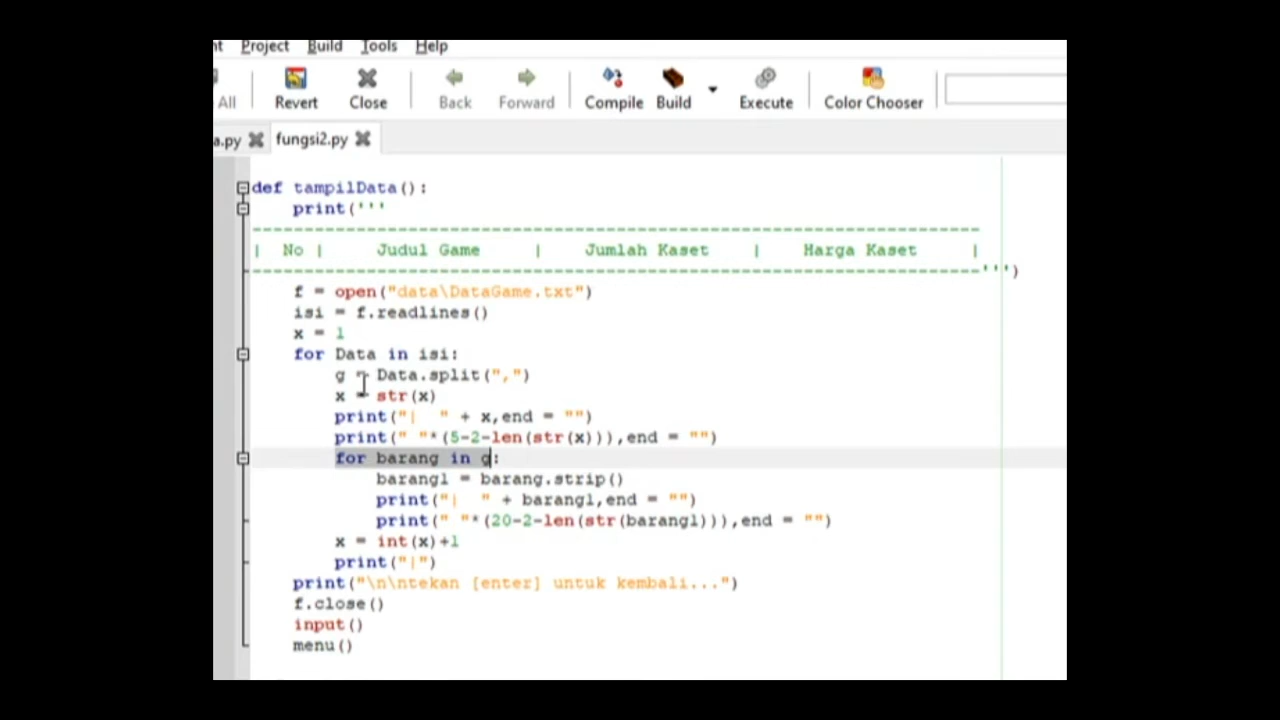 nt Project Build Tools Help
All Revert Close Back Forward Compile Build Execute Color Chooser
a.py fungsi2.py
def tampilData():
    print('''
-----------------------------------------------------------------------
|  No |     Judul Game     |    Jumlah Kaset    |    Harga Kaset     |
-----------------------------------------------------------------------''')
    f = open("data\DataGame.txt")
    isi = f.readlines()
    x = 1
    for Data in isi:
        g = Data.split(",")
        x = str(x)
        print("|  " + x,end = "")
        print(" "*(5-2-len(str(x))),end = "")
        for barang in g:
            barang1 = barang.strip()
            print("|  " + barang1,end = "")
            print(" "*(20-2-len(str(barang1))),end = "")
        x = int(x)+1
        print("|")
    print("\n\ntekan [enter] untuk kembali...")
    f.close()
    input()
    menu()